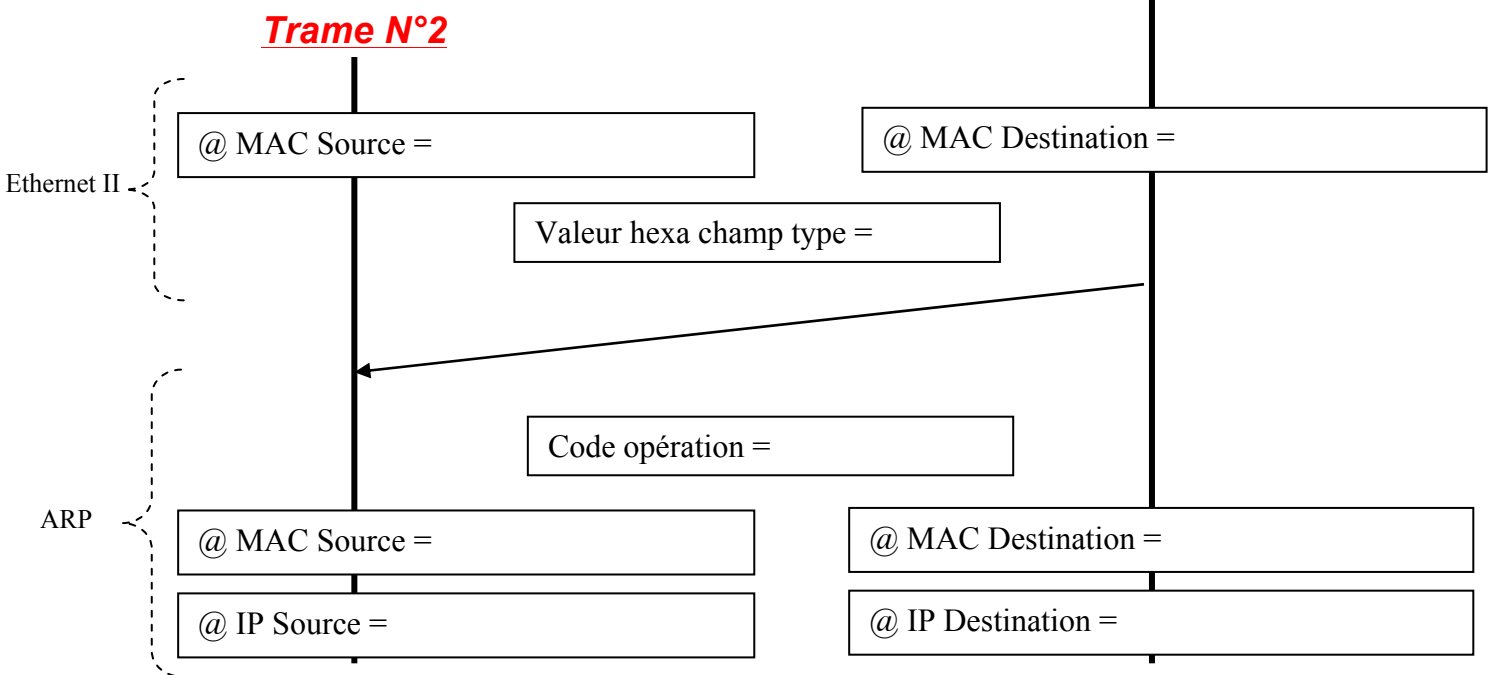 Trame N°2
@ MAC Source =
@ MAC Destination =
Ethernet II
Valeur hexa champ type =
Code opération =
ARP
@ MAC Source =
@ MAC Destination =
@ IP Source =
@ IP Destination =